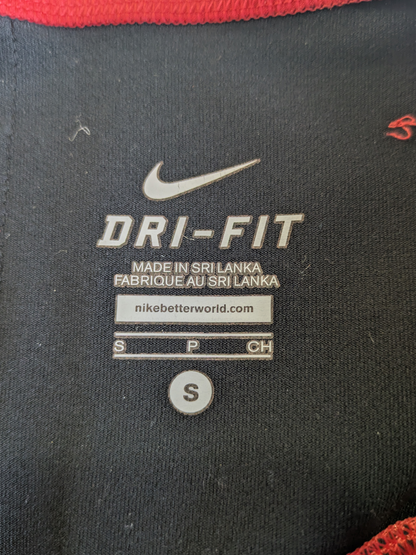 DRI-FIT
MADE IN SRI LANKA
FABRIQUE AU SRI LANKA
nikebetterworld.com
S P CH
S